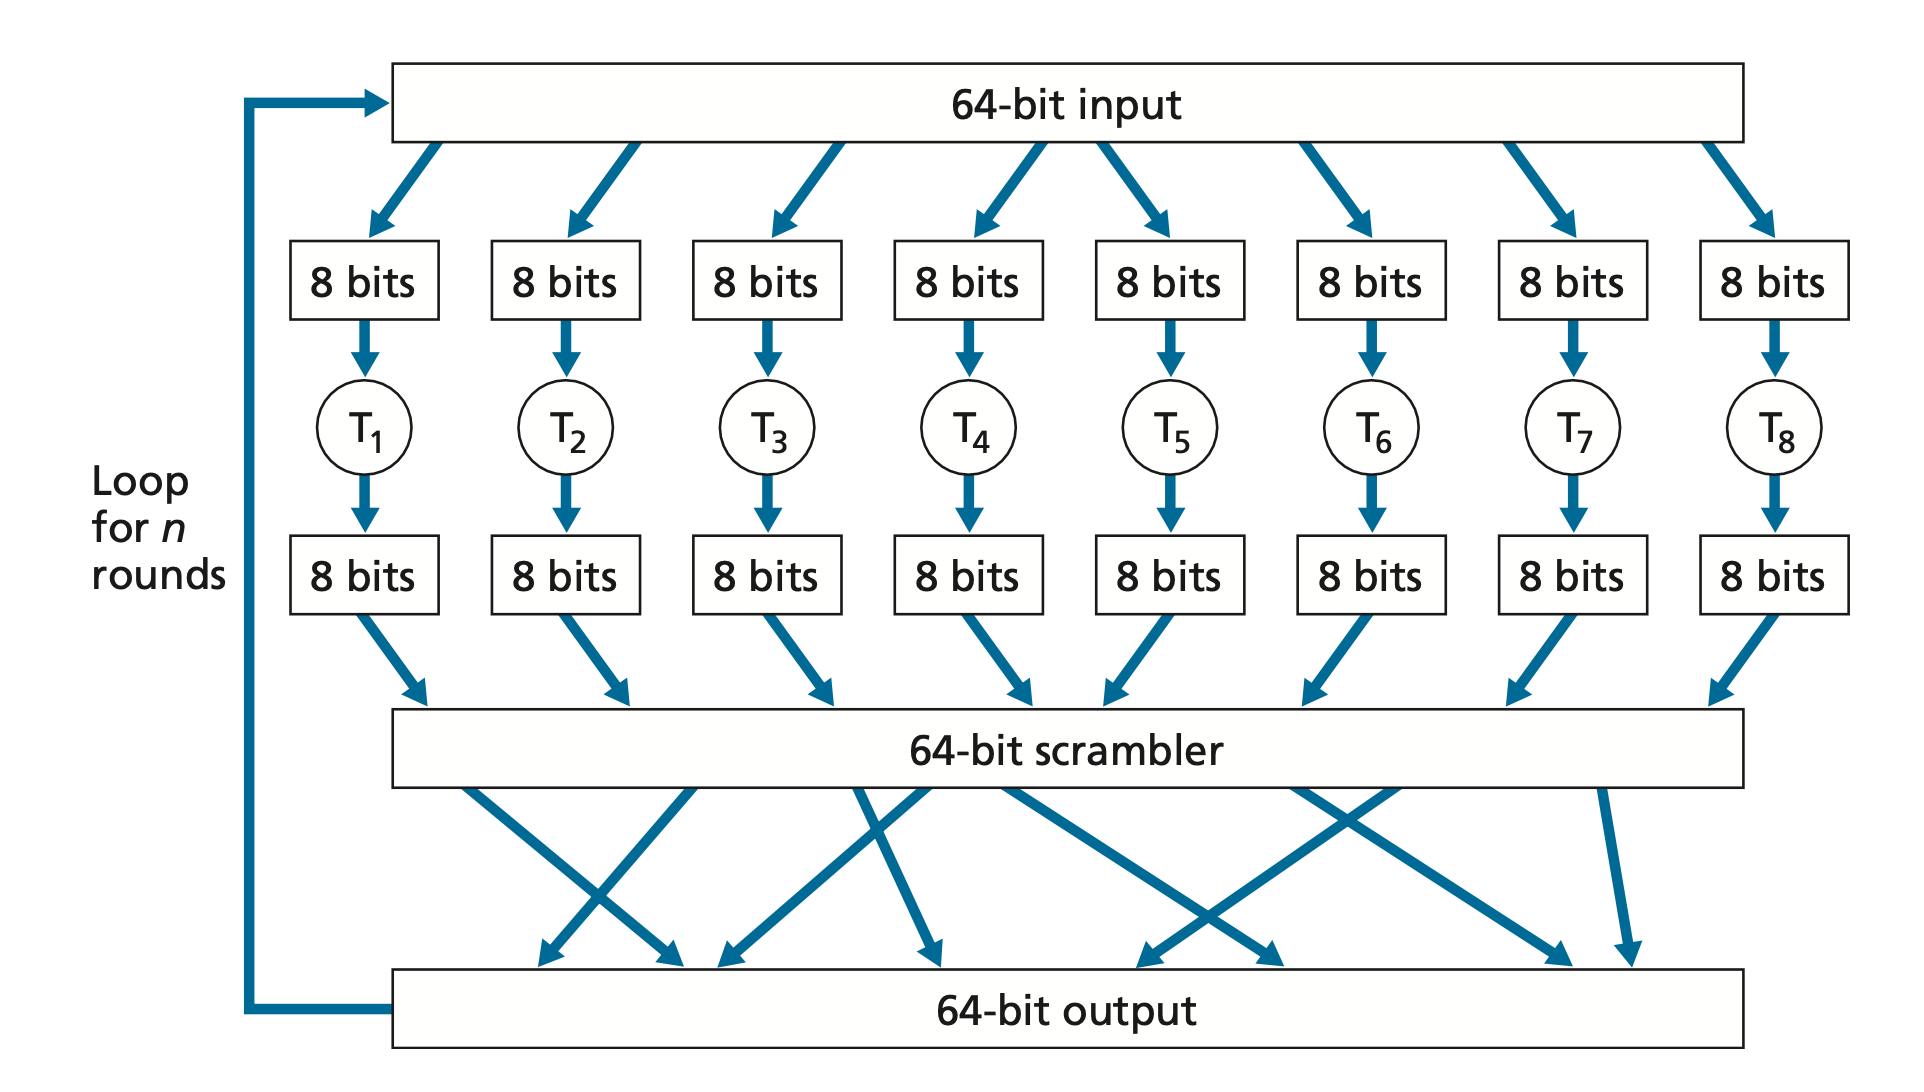 64-bit input
8 bits 8 bits 8 bits 8 bits 8 bits 8 bits 8 bits 8 bits
T₁ T₂ T₃ T₄ T₅ T₆ T₇ T₈
Loop
for n
rounds
8 bits 8 bits 8 bits 8 bits 8 bits 8 bits 8 bits 8 bits
64-bit scrambler
64-bit output